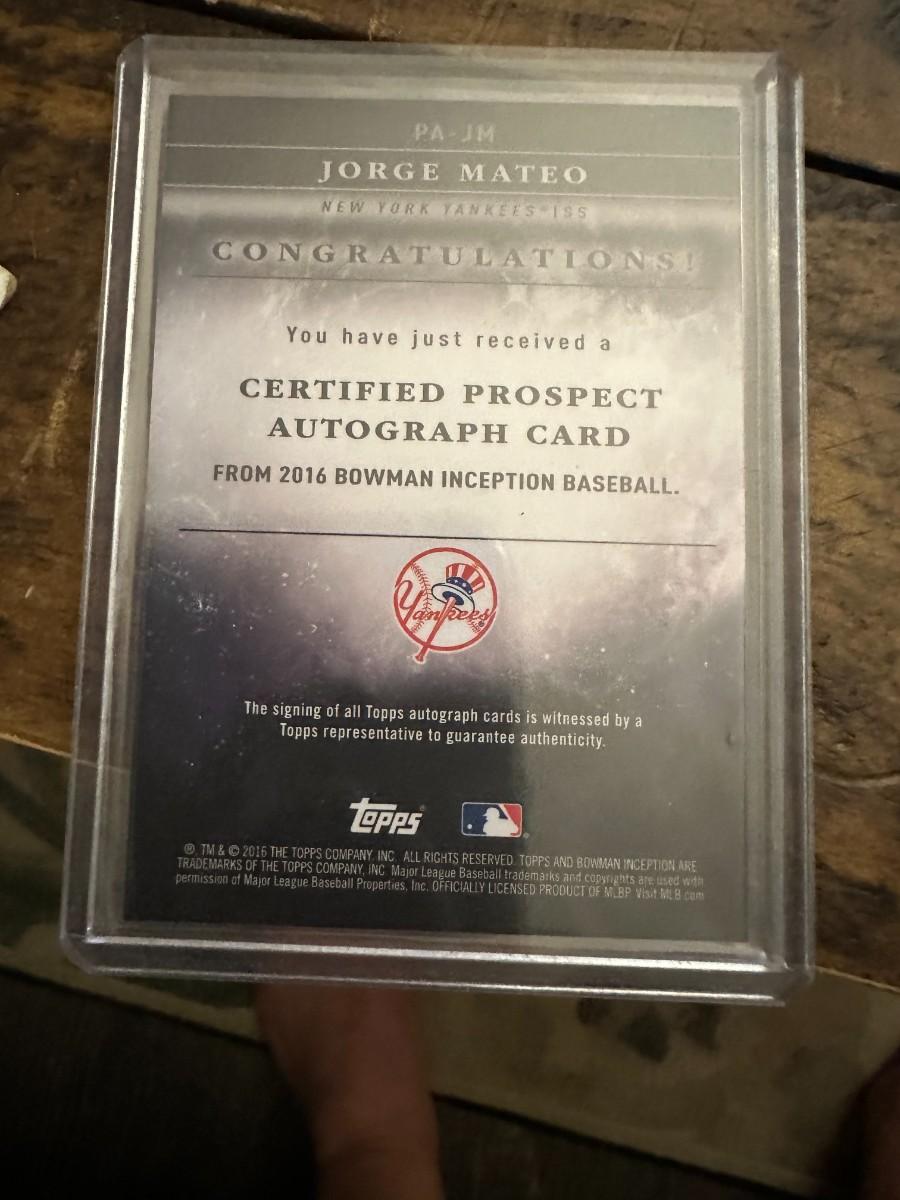 PA-JM
JORGE MATEO
NEW YORK YANKEES® | SS
CONGRATULATIONS!
You have just received a
CERTIFIED PROSPECT
AUTOGRAPH CARD
FROM 2016 BOWMAN INCEPTION BASEBALL.
Yankees
The signing of all Topps autograph cards is witnessed by a
Topps representative to guarantee authenticity.
topps®
®, TM & © 2016 THE TOPPS COMPANY, INC. ALL RIGHTS RESERVED. TOPPS AND BOWMAN INCEPTION ARE
TRADEMARKS OF THE TOPPS COMPANY, INC. Major League Baseball trademarks and copyrights are used with
permission of Major League Baseball Properties, Inc. OFFICIALLY LICENSED PRODUCT OF MLBP. Visit MLB.com